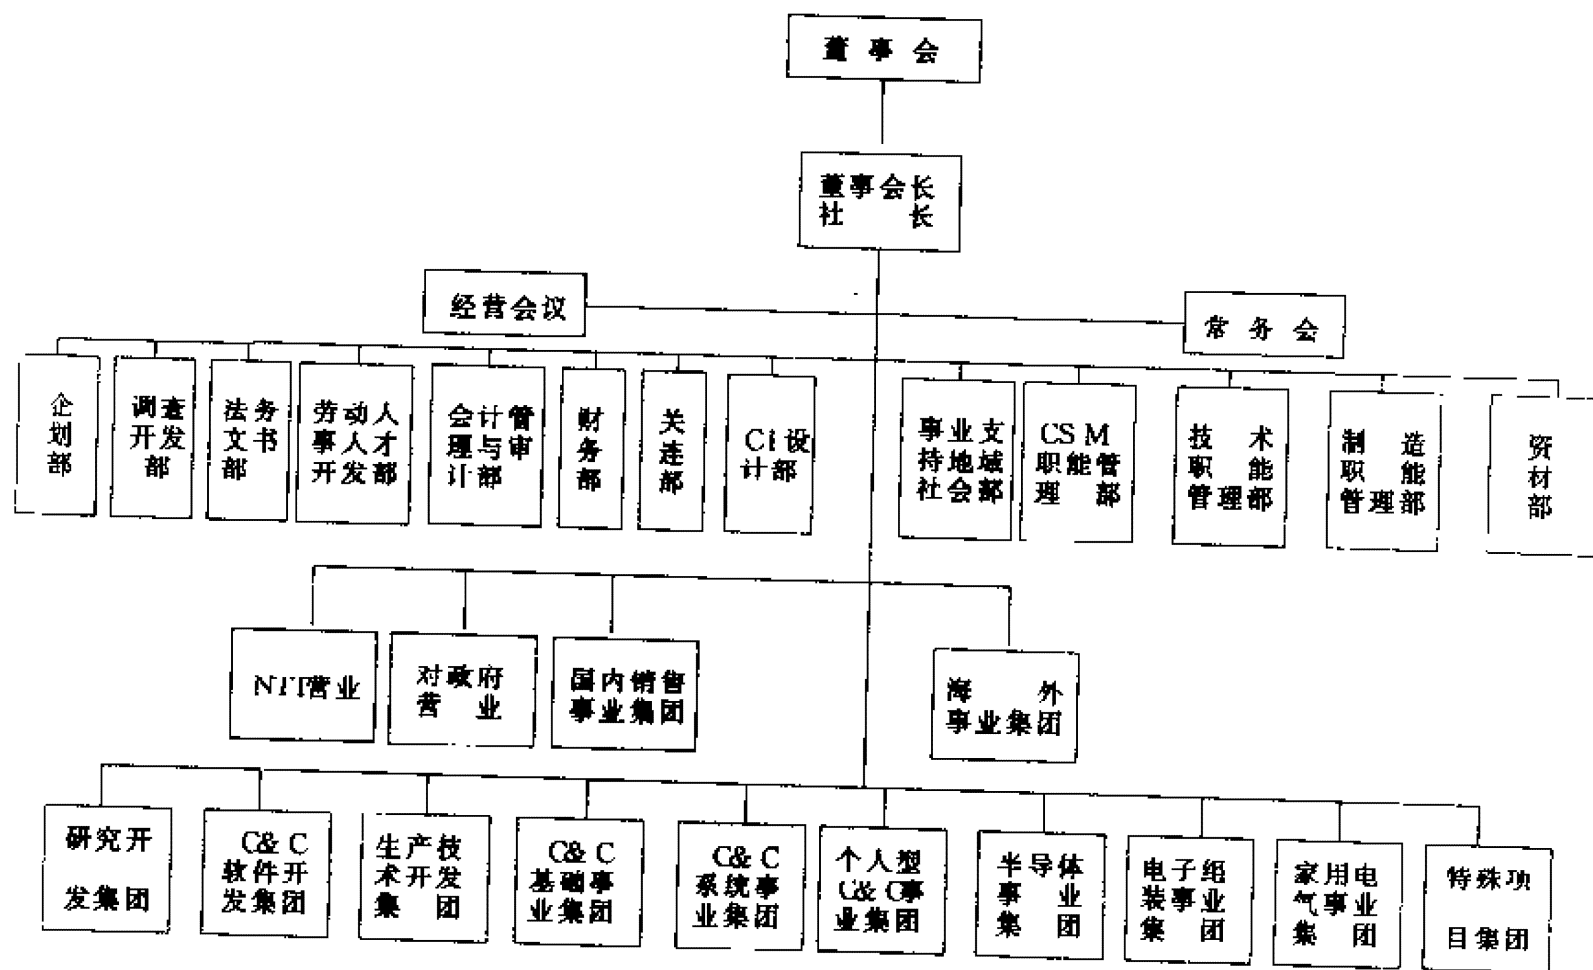 董事会
董事会长
社长
经营会议
常务会
企
划
部
调查
开发
部
法务
文书
部
劳动人
事人才
开发部
会计管
理与审
计部
财
务
部
关
连
部
CI设
计部
事业支
持地域
社会部
CSM
职能管
理部
技术
职能
管理部
制造
职能
管理部
资
材
部
NTT营业
对政府
营业
国内销售
事业集团
海外
事业集团
研究开
发集团
C&C
软件开
发集团
生产技
术开发
集团
C&C
基础事
业集团
C&C
系统事
业集团
个人型
C&C事
业集团
半导体
事业
集团
电子组
装事业
集团
家用电
气事业
集团
特殊项
目集团